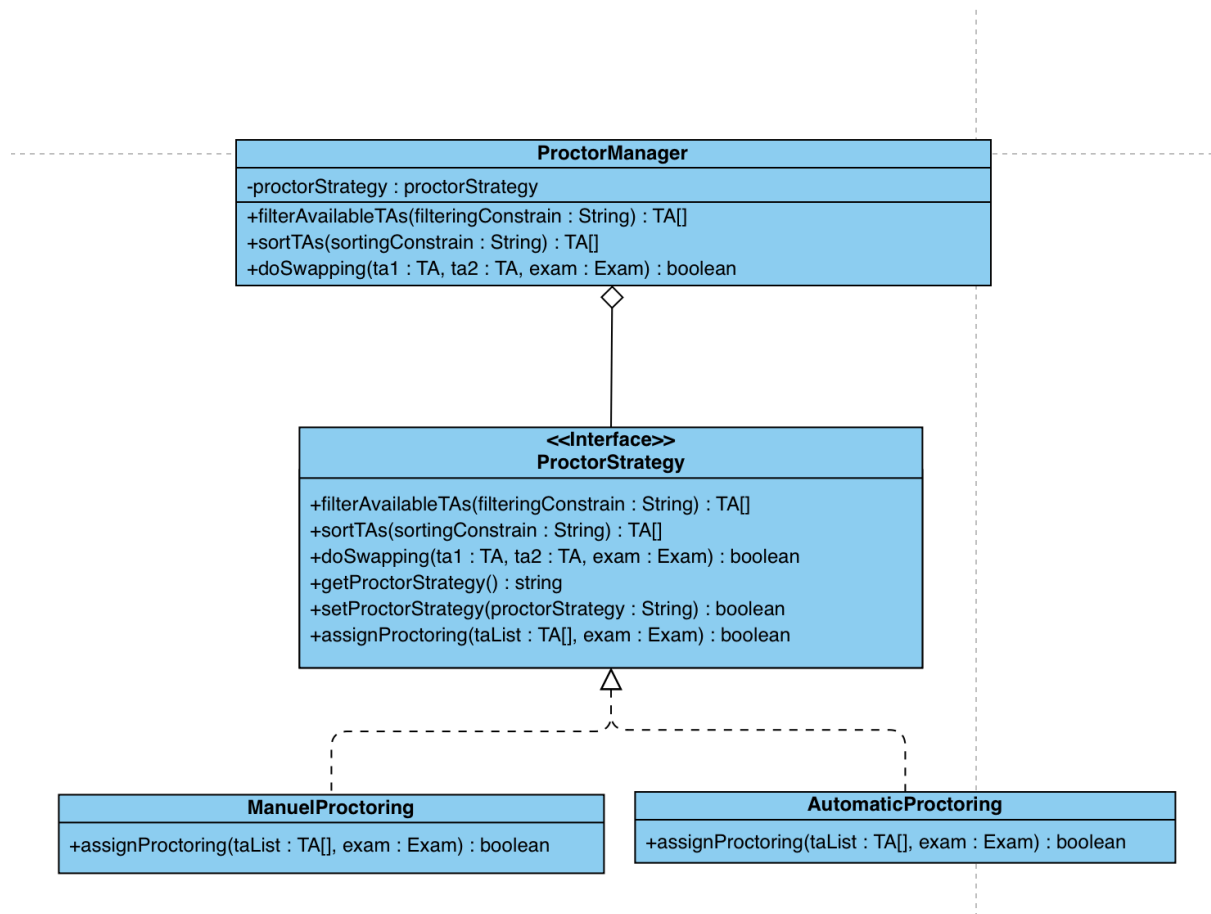 ProctorManager
-proctorStrategy : proctorStrategy
+filterAvailableTAs(filteringConstrain : String) : TA[]
+sortTAs(sortingConstrain : String) : TA[]
+doSwapping(ta1 : TA, ta2 : TA, exam : Exam) : boolean
<<Interface>>
ProctorStrategy
+filterAvailableTAs(filteringConstrain : String) : TA[]
+sortTAs(sortingConstrain : String) : TA[]
+doSwapping(ta1 : TA, ta2 : TA, exam : Exam) : boolean
+getProctorStrategy() : string
+setProctorStrategy(proctorStrategy : String) : boolean
+assignProctoring(taList : TA[], exam : Exam) : boolean
ManuelProctoring
+assignProctoring(taList : TA[], exam : Exam) : boolean
AutomaticProctoring
+assignProctoring(taList : TA[], exam : Exam) : boolean